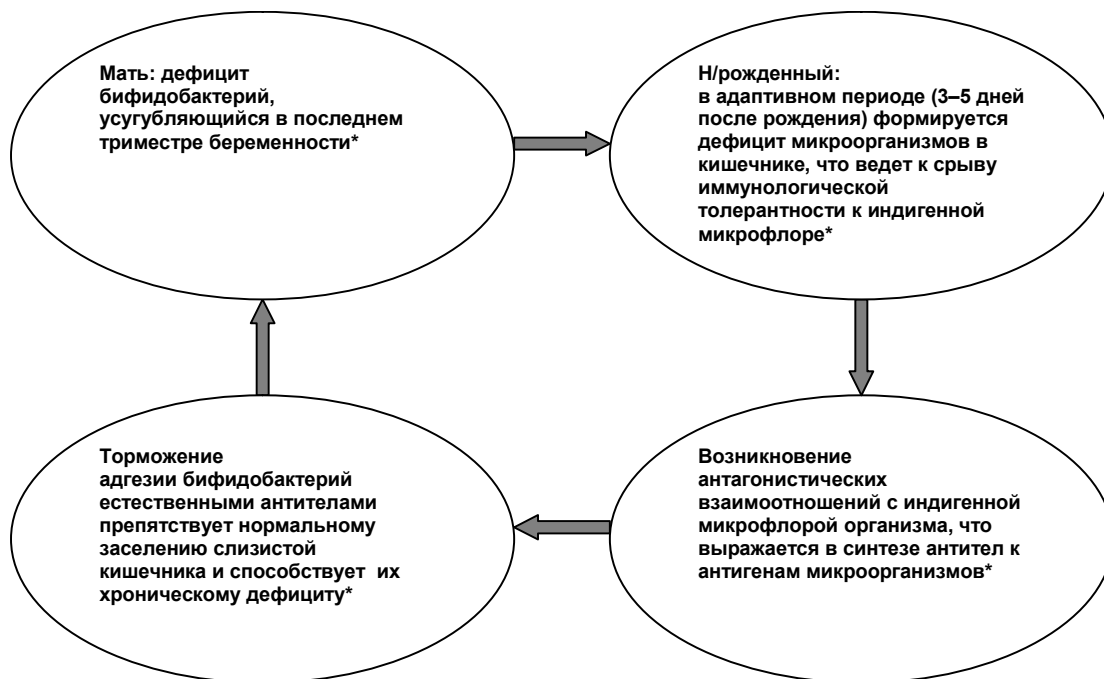 Мать: дефицит
бифидобактерий,
усугубляющийся в последнем
триместре беременности*
Н/рожденный:
в адаптивном периоде (3–5 дней
после рождения) формируется
дефицит микроорганизмов в
кишечнике, что ведет к срыву
иммунологической
толерантности к индигенной
микрофлоре*
Возникновение
антагонистических
взаимоотношений с индигенной
микрофлорой организма, что
выражается в синтезе антител к
антигенам микроорганизмов*
Торможение
адгезии бифидобактерий
естественными антителами
препятствует нормальному
заселению слизистой
кишечника и способствует их
хроническому дефициту*